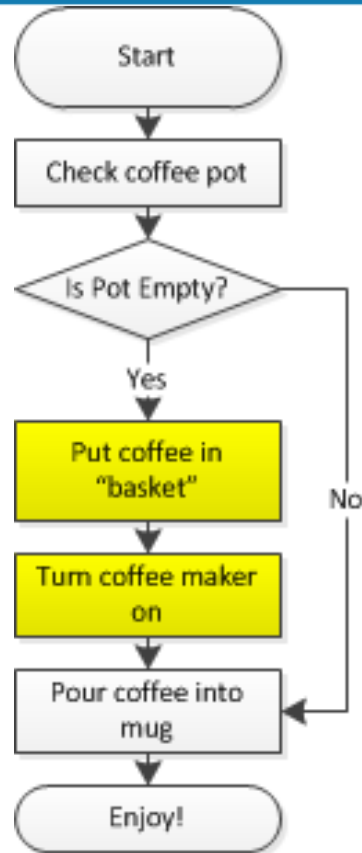 Start
Check coffee pot
Is Pot Empty?
Yes
Put coffee in
“basket”
No
Turn coffee maker
on
Pour coffee into
mug
Enjoy!